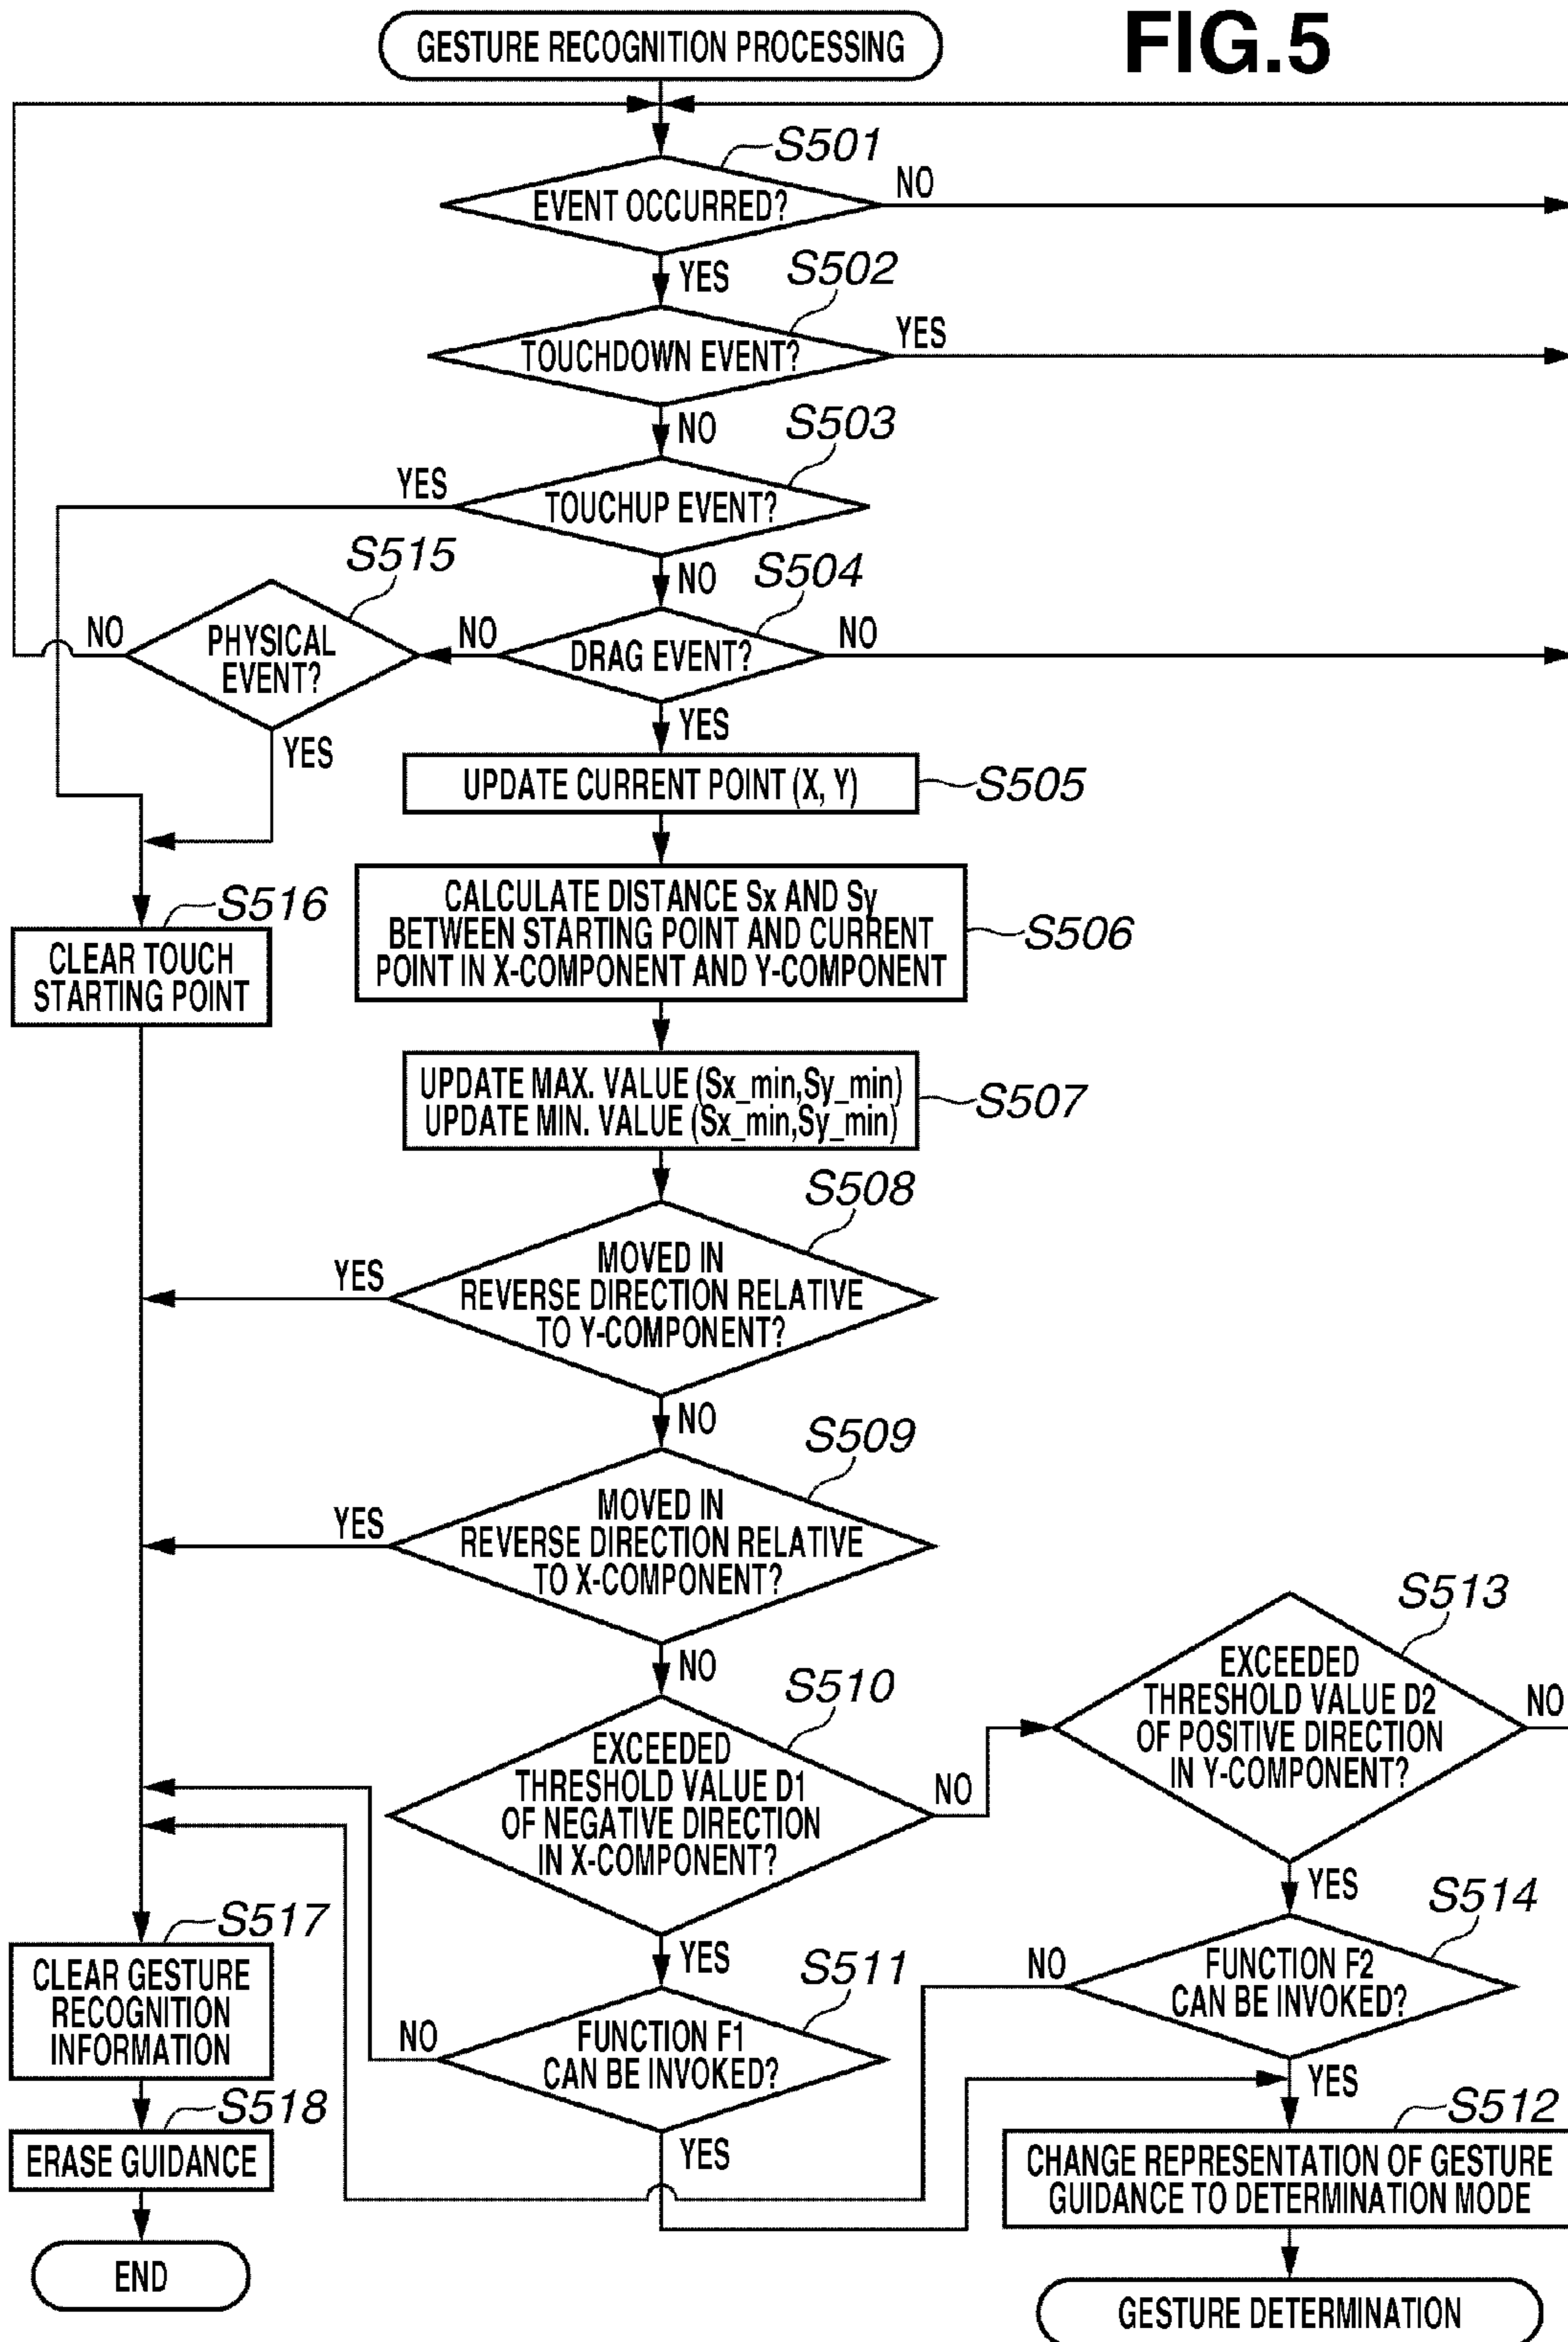 FIG.5
GESTURE RECOGNITION PROCESSING
S501
EVENT OCCURRED?
NO
YES
S502
TOUCHDOWN EVENT?
YES
NO
S503
TOUCHUP EVENT?
YES
NO
S504
DRAG EVENT?
NO
NO
YES
S515
PHYSICAL
EVENT?
NO
YES
UPDATE CURRENT POINT (X, Y)
S505
CALCULATE DISTANCE Sx AND Sy
BETWEEN STARTING POINT AND CURRENT
POINT IN X-COMPONENT AND Y-COMPONENT
S506
S516
CLEAR TOUCH
STARTING POINT
UPDATE MAX. VALUE (Sx_min,Sy_min)
UPDATE MIN. VALUE (Sx_min,Sy_min)
S507
S508
MOVED IN
REVERSE DIRECTION RELATIVE
TO Y-COMPONENT?
YES
NO
S509
MOVED IN
REVERSE DIRECTION RELATIVE
TO X-COMPONENT?
YES
NO
S510
EXCEEDED
THRESHOLD VALUE D1
OF NEGATIVE DIRECTION
IN X-COMPONENT?
NO
YES
S513
EXCEEDED
THRESHOLD VALUE D2
OF POSITIVE DIRECTION
IN Y-COMPONENT?
NO
YES
S511
FUNCTION F1
CAN BE INVOKED?
NO
YES
S514
FUNCTION F2
CAN BE INVOKED?
NO
YES
S517
CLEAR GESTURE
RECOGNITION
INFORMATION
S518
ERASE GUIDANCE
END
S512
CHANGE REPRESENTATION OF GESTURE
GUIDANCE TO DETERMINATION MODE
GESTURE DETERMINATION